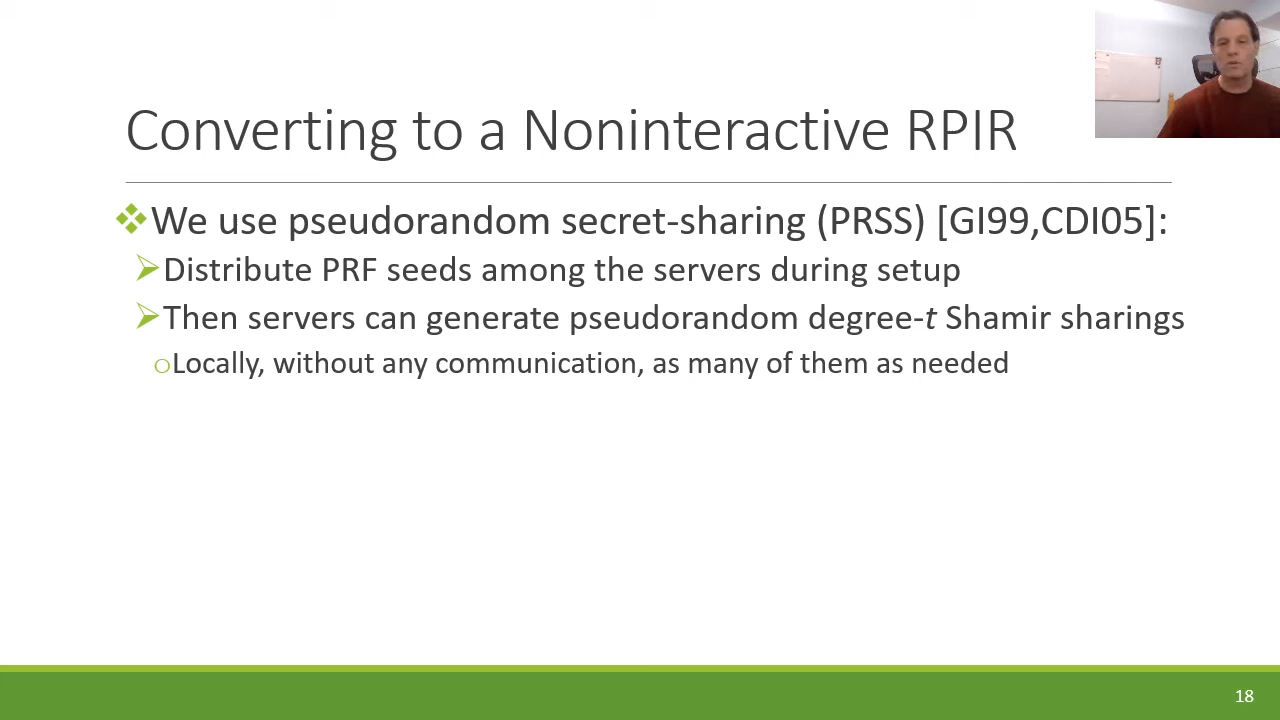 Converting to a Noninteractive RPIR
❖We use pseudorandom secret-sharing (PRSS) [GI99,CDI05]:
➢Distribute PRF seeds among the servers during setup
➢Then servers can generate pseudorandom degree-t Shamir sharings
oLocally, without any communication, as many of them as needed
18